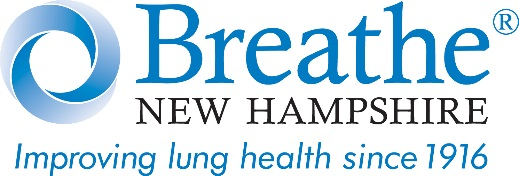 Breathe®
NEW HAMPSHIRE
Improving lung health since 1916